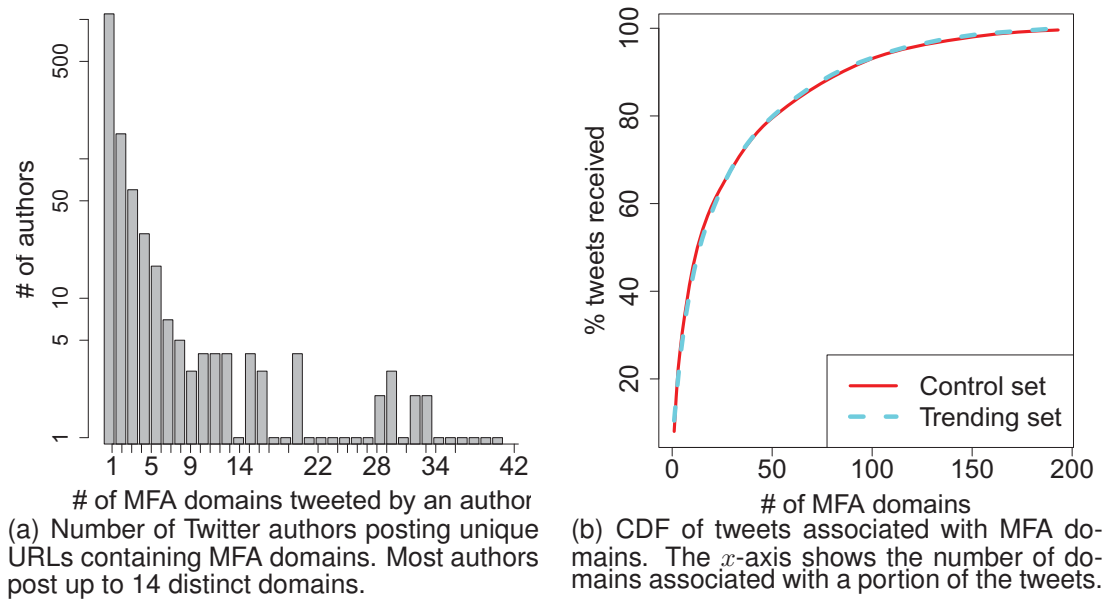 500
50
10
5
1
# of authors
1 5 9 14 22 28 34 42
# of MFA domains tweeted by an author
(a) Number of Twitter authors posting unique
URLs containing MFA domains. Most authors
post up to 14 distinct domains.
100
80
60
40
20
% tweets received
Control set
Trending set
0 50 100 150 200
# of MFA domains
(b) CDF of tweets associated with MFA do-
mains. The x-axis shows the number of do-
mains associated with a portion of the tweets.